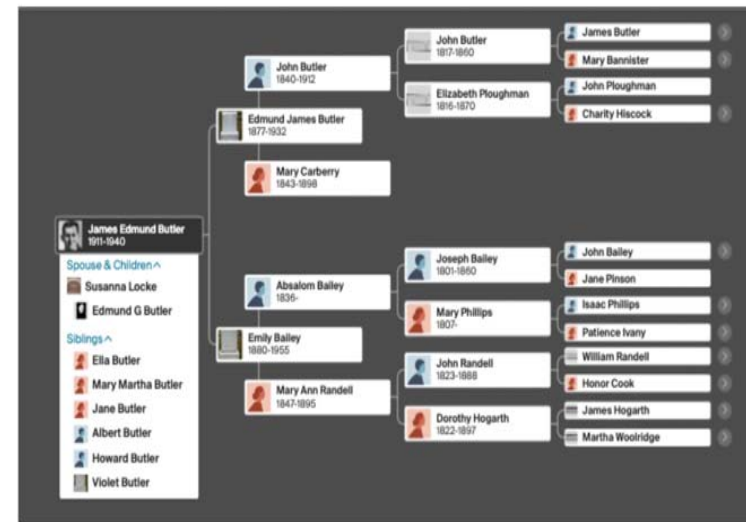 James Edmund Butler
1911-1940
Spouse & Children
Susanna Locke
Edmund G Butler
Siblings
Ella Butler
Mary Martha Butler
Jane Butler
Albert Butler
Howard Butler
Violet Butler
Edmund James Butler
1877-1932
Emily Bailey
1880-1955
John Butler
1840-1912
Mary Carberry
1843-1898
Absalom Bailey
1836-
Mary Ann Randell
1847-1895
John Butler
1817-1860
Elizabeth Ploughman
1816-1870
Joseph Bailey
1801-1860
Mary Phillips
1807-
John Randell
1823-1888
Dorothy Hogarth
1822-1897
James Butler
Mary Bannister
John Ploughman
Charity Hiscock
John Bailey
Jane Pinson
Isaac Phillips
Patience Ivany
William Randell
Honor Cook
James Hogarth
Martha Woolridge